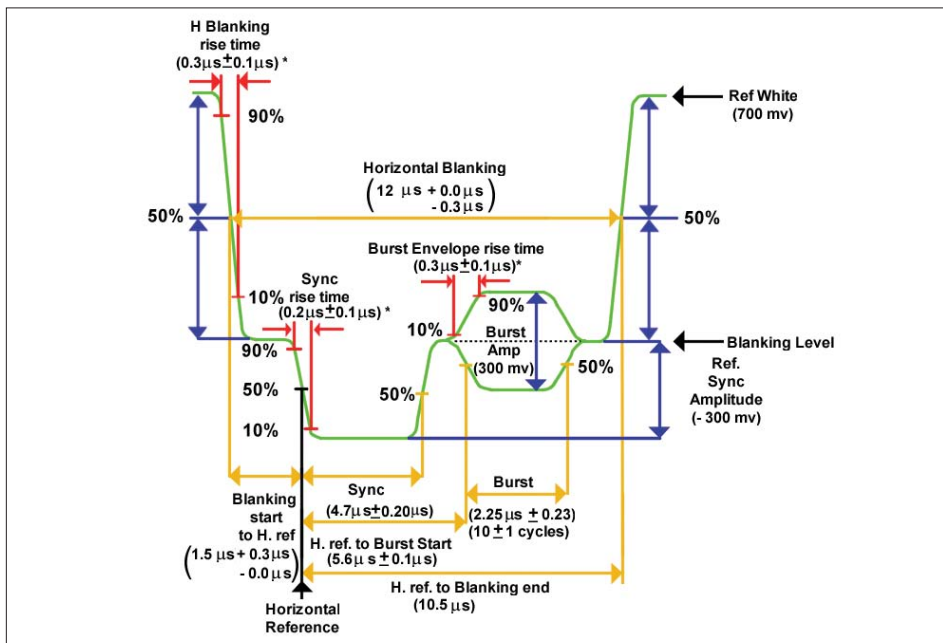 H Blanking
rise time
(0.3µs±0.1µs) *
90%
Ref White
(700 mv)
Horizontal Blanking
(12 µs + 0.0µs
- 0.3µs)
50%
50%
Burst Envelope rise time
(0.3µs±0.1µs)*
Sync
rise time
(0.2µs±0.1µs) *
10%
90%
10%
Burst
Amp
(300 mv)
90%
Blanking Level
50%
Ref.
Sync
Amplitude
(- 300 mv)
50%
50%
10%
Blanking
start
to H. ref
(1.5 µs+ 0.3µs
- 0.0µs)
Sync
(4.7µs±0.20µs)
Burst
(2.25µs ± 0.23)
(10 ± 1 cycles)
H. ref. to Burst Start
(5.6µ s ± 0.1µs)
H. ref. to Blanking end
(10.5 µs)
Horizontal
Reference